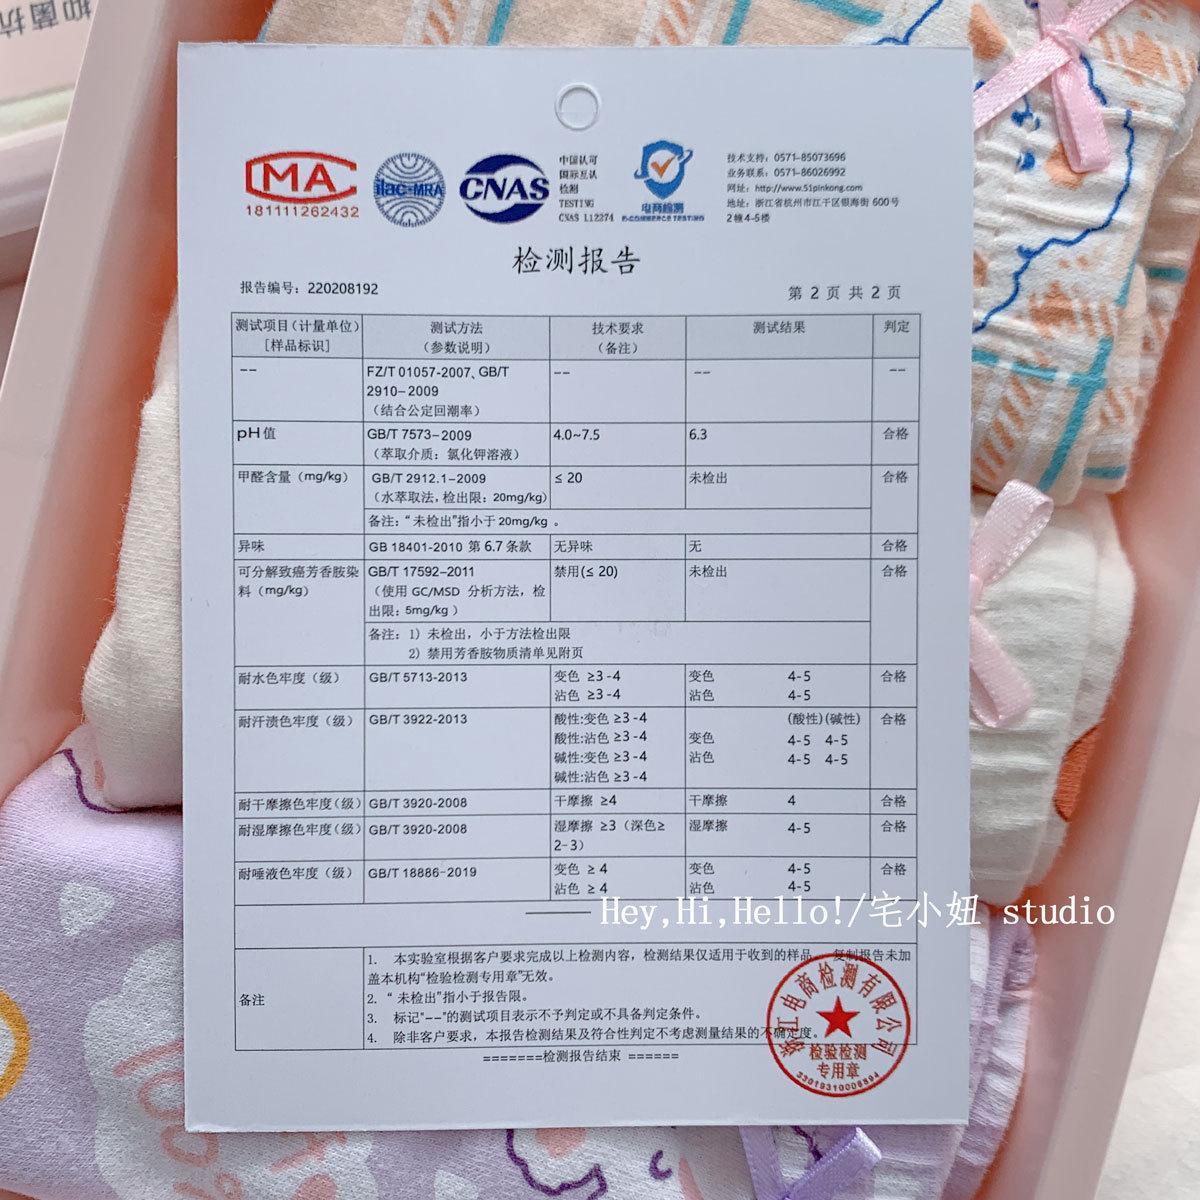 抑菌抗
MA
181111262432
ilac-MRA
CNAS
中国认可
国际互认
检测
TESTING
CNAS L12274
电商检测
E-COMMERCE TESTING
技术支持：0571-85073696
业务联系：0571-86026992
网址：http://www.51pinkong.com
地址：浙江省杭州市江干区银海街 600号
2幢4-5楼
检测报告
报告编号：220208192
第 2 页 共 2 页
测试项目（计量单位） 测试方法 技术要求 测试结果 判定
[样品标识] （参数说明） （备注）
-- FZ/T 01057-2007、GB/T -- -- --
2910-2009
（结合公定回潮率）
pH 值 GB/T 7573-2009 4.0~7.5 6.3 合格
（萃取介质：氯化钾溶液）
甲醛含量（mg/kg） GB/T 2912.1-2009 ≤ 20 未检出 合格
（水萃取法，检出限：20mg/kg）
备注：“未检出”指小于20mg/kg 。
异味 GB 18401-2010 第 6.7 条款 无异味 无 合格
可分解致癌芳香胺染 GB/T 17592-2011 禁用(≤ 20) 未检出 合格
料（mg/kg） （使用 GC/MSD 分析方法，检
出限：5mg/kg ）
备注：1）未检出，小于方法检出限
2）禁用芳香胺物质清单见附页
耐水色牢度（级） GB/T 5713-2013 变色 ≥3-4 变色 4-5 合格
沾色 ≥3-4 沾色 4-5
耐汗渍色牢度（级） GB/T 3922-2013 酸性:变色 ≥3-4 (酸性)(碱性) 合格
酸性:沾色 ≥3-4 变色 4-5 4-5
碱性:变色 ≥3-4 沾色 4-5 4-5
碱性:沾色 ≥3-4
耐干摩擦色牢度(级) GB/T 3920-2008 干摩擦 ≥4 干摩擦 4 合格
耐湿摩擦色牢度(级) GB/T 3920-2008 湿摩擦 ≥3（深色≥ 湿摩擦 4-5 合格
2-3）
耐唾液色牢度（级） GB/T 18886-2019 变色 ≥ 4 变色 4-5 合格
沾色 ≥ 4 沾色 4-5
Hey,Hi,Hello!/宅小妞 studio
备注
1. 本实验室根据客户要求完成以上检测内容，检测结果仅适用于收到的样品。复制报告未加
盖本机构“检验检测专用章”无效。
2.“ 未检出”指小于报告限。
3. 标记“--”的测试项目表示不予判定或不具备判定条件。
4. 除非客户要求，本报告检测结果及符合性判定不考虑测量结果的不确定度。
=======检测报告结束 ======
浙江电商检测有限公司
检验检测
专用章